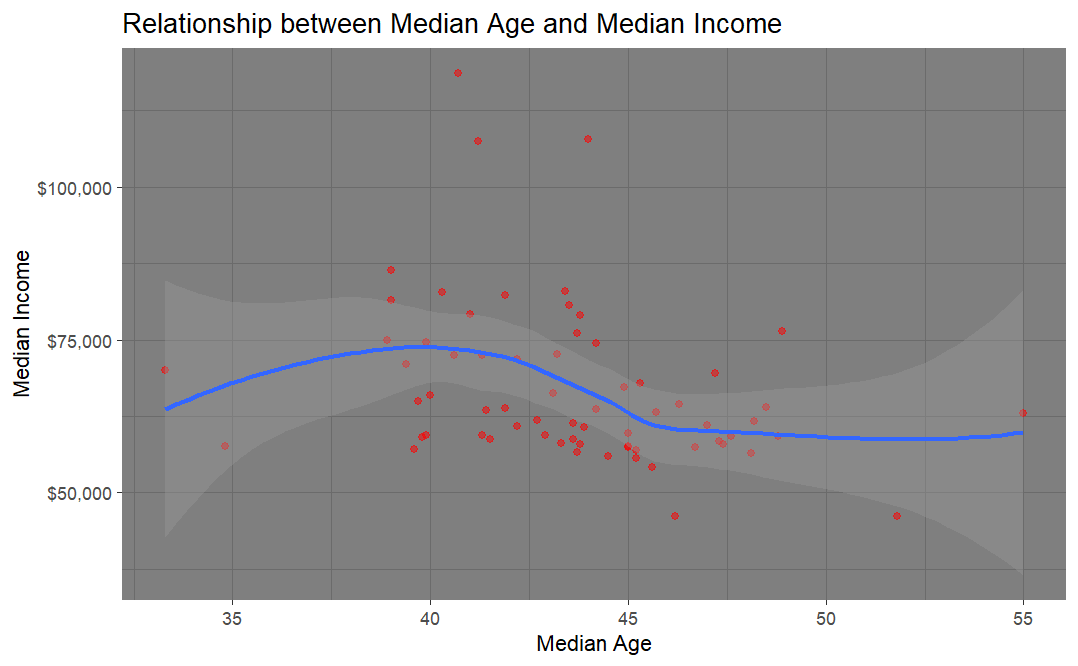 Relationship between Median Age and Median Income
Median Income
$100,000
$75,000
$50,000
35 40 45 50 55
Median Age